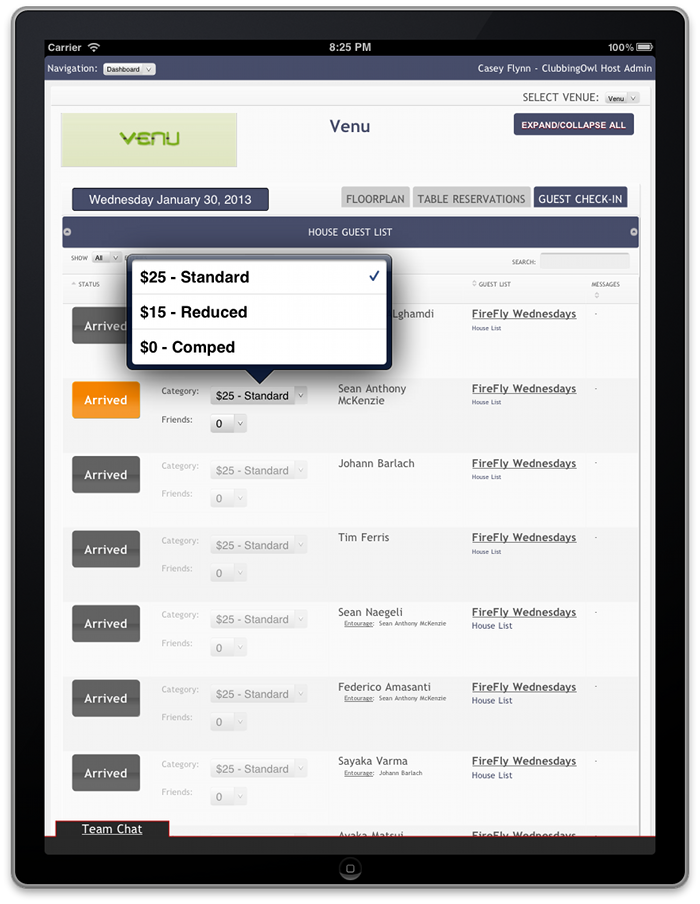 Carrier 8:25 PM 100%
Navigation: Dashboard Casey Flynn - ClubbingOwl Host Admin
SELECT VENUE: Venu
VENU Venu EXPAND/COLLAPSE ALL
Wednesday January 30, 2013 FLOORPLAN TABLE RESERVATIONS GUEST CHECK-IN
HOUSE GUEST LIST
SHOW All SEARCH:
STATUS GUEST LIST MESSAGES
$25 - Standard
$15 - Reduced
$0 - Comped
Arrived Lghamdi FireFly Wednesdays -
House List
Arrived Category: $25 - Standard Sean Anthony FireFly Wednesdays -
McKenzie House List
Friends: 0
Arrived Category: $25 - Standard Johann Barlach FireFly Wednesdays -
House List
Friends: 0
Arrived Category: $25 - Standard Tim Ferris FireFly Wednesdays -
House List
Friends: 0
Arrived Category: $25 - Standard Sean Naegeli FireFly Wednesdays -
Entourage: Sean Anthony McKenzie House List
Friends: 0
Arrived Category: $25 - Standard Federico Amasanti FireFly Wednesdays -
Entourage: Sean Anthony McKenzie House List
Friends: 0
Arrived Category: $25 - Standard Sayaka Varma FireFly Wednesdays -
Entourage: Johann Barlach House List
Friends: 0
Team Chat Ayaka Matsui FireFly Wednesdays